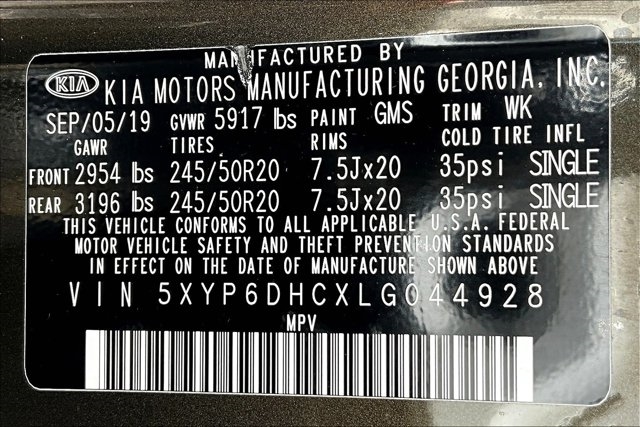 MANUFACTURED BY
KIA KIA MOTORS MANUFACTURING GEORGIA, INC.
SEP/05/19 GVWR 5917 lbs PAINT GMS TRIM WK
GAWR TIRES RIMS COLD TIRE INFL
FRONT 2954 lbs 245/50R20 7.5Jx20 35psi SINGLE
REAR 3196 lbs 245/50R20 7.5Jx20 35psi SINGLE
THIS VEHICLE CONFORMS TO ALL APPLICABLE U.S.A. FEDERAL
MOTOR VEHICLE SAFETY AND THEFT PREVENTION STANDARDS
IN EFFECT ON THE DATE OF MANUFACTURE SHOWN ABOVE
VIN 5XYP6DHCXLG044928
MPV